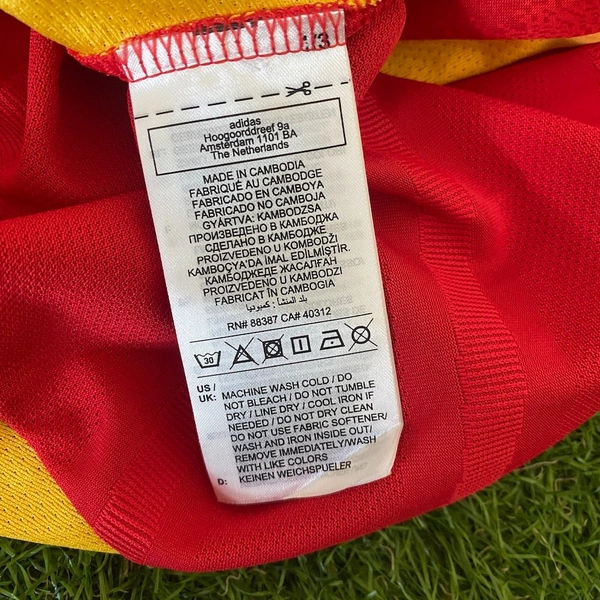 1/3
adidas
Hoogoorddreef 9a
Amsterdam 1101 BA
The Netherlands
MADE IN CAMBODIA
FABRIQUÉ AU CAMBODGE
FABRICADO EN CAMBOYA
FABRICADO NO CAMBOJA
GYÁRTVA: KAMBODZSA
ПРОИЗВЕДЕНО В КАМБОДЖА
СДЕЛАНО В КАМБОДЖЕ
PROIZVEDENO U KOMBODŽI
KAMBOÇYA'DA İMAL EDİLMİŞTİR.
КАМБОДЖЕДЕ ЖАСАЛҒАН
PROIZVEDENO U KAMBODI
FABRICAT ÎN CAMBOGIA
بلد المنشأ : كمبوديا
RN# 88387 CA# 40312
30
US / UK: MACHINE WASH COLD / DO
NOT BLEACH / DO NOT TUMBLE
DRY / LINE DRY / COOL IRON IF
NEEDED / DO NOT DRY CLEAN
DO NOT USE FABRIC SOFTENER/
WASH AND IRON INSIDE OUT/
REMOVE IMMEDIATELY/WASH
WITH LIKE COLORS
D: KEINEN WEICHSPUELER